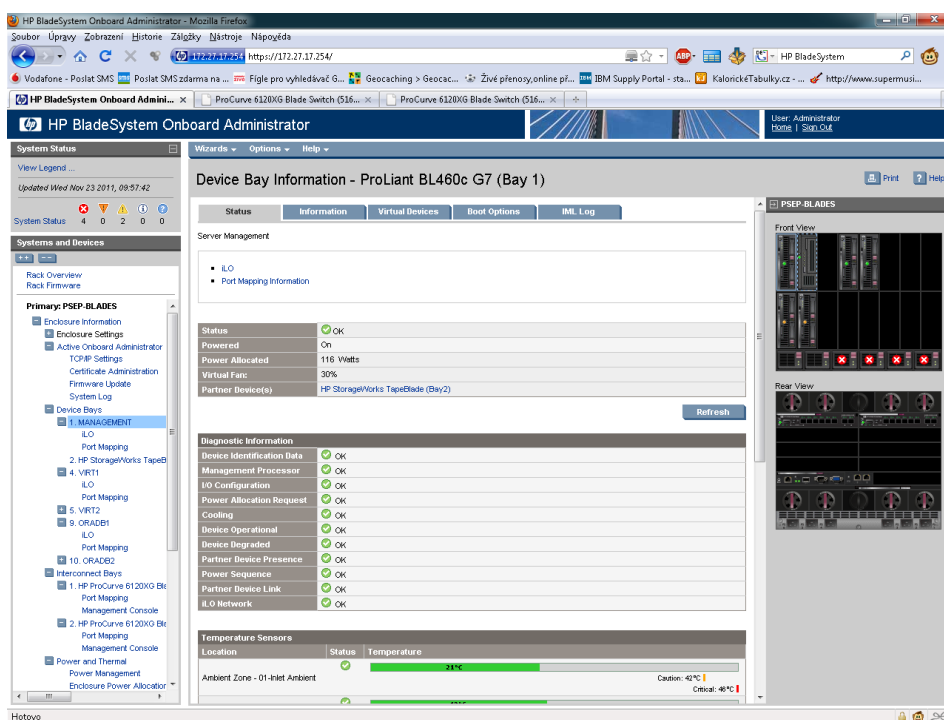 HP BladeSystem Onboard Administrator - Mozilla Firefox
Soubor Úpravy Zobrazení Historie Záložky Nástroje Nápověda
172.27.17.254 https://172.27.17.254/
HP BladeSystem
Vodafone - Poslat SMS Poslat SMS zdarma na ... Fígle pro vyhledávač G... Geocaching > Geocac... Živé přenosy,online př... IBM Supply Portal - sta... KalorickéTabulky.cz - ... http://www.supermusi...
HP BladeSystem Onboard Admini... ProCurve 6120XG Blade Switch (516... ProCurve 6120XG Blade Switch (516...
HP BladeSystem Onboard Administrator
User: Administrator
Home | Sign Out
System Status
View Legend ...
Updated Wed Nov 23 2011, 09:57:42
System Status 4 0 2 0 0
Systems and Devices
Rack Overview
Rack Firmware
Primary: PSEP-BLADES
Enclosure Information
Enclosure Settings
Active Onboard Administrator
TCP/IP Settings
Certificate Administration
Firmware Update
System Log
Device Bays
1. MANAGEMENT
iLO
Port Mapping
2. HP StorageWorks TapeB
4. VIRT1
iLO
Port Mapping
5. VIRT2
9. ORADB1
iLO
Port Mapping
10. ORADB2
Interconnect Bays
1. HP ProCurve 6120XG Ble
Port Mapping
Management Console
2. HP ProCurve 6120XG Ble
Port Mapping
Management Console
Power and Thermal
Power Management
Enclosure Power Allocation
Wizards Options Help
Device Bay Information - ProLiant BL460c G7 (Bay 1)
Print Help
Status Information Virtual Devices Boot Options IML Log
Server Management
iLO
Port Mapping Information
Status OK
Powered On
Power Allocated 116 Watts
Virtual Fan: 30%
Partner Device(s) HP StorageWorks TapeBlade (Bay2)
Refresh
Diagnostic Information
Device Identification Data OK
Management Processor OK
I/O Configuration OK
Power Allocation Request OK
Cooling OK
Device Operational OK
Device Degraded OK
Partner Device Presence OK
Power Sequence OK
Partner Device Link OK
iLO Network OK
Temperature Sensors
Location Status Temperature
21°C
Ambient Zone - 01-Inlet Ambient
Caution: 42°C
Critical: 46°C
PSEP-BLADES
Front View
Rear View
Hotovo